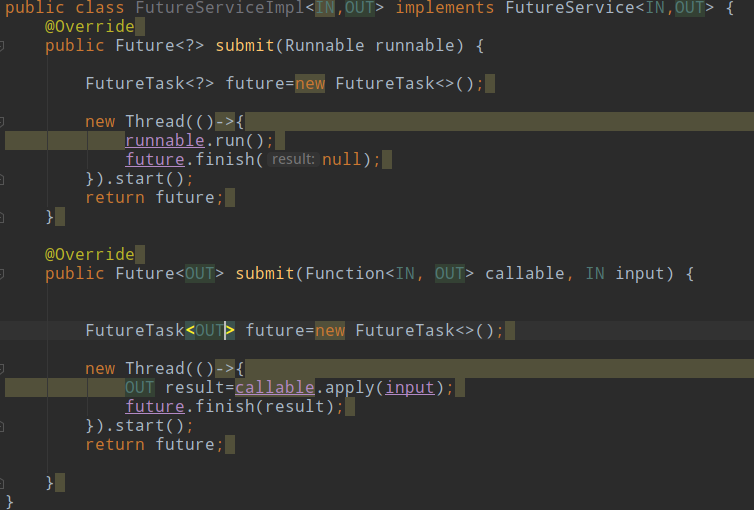 public class FutureServiceImpl<IN,OUT> implements FutureService<IN,OUT> {
@Override
public Future<?> submit(Runnable runnable) {
FutureTask<?> future=new FutureTask<>();
new Thread(()->{
runnable.run();
future.finish( result: null);
}).start();
return future;
}
@Override
public Future<OUT> submit(Function<IN, OUT> callable, IN input) {
FutureTask<OUT> future=new FutureTask<>();
new Thread(()->{
OUT result=callable.apply(input);
future.finish(result);
}).start();
return future;
}
}